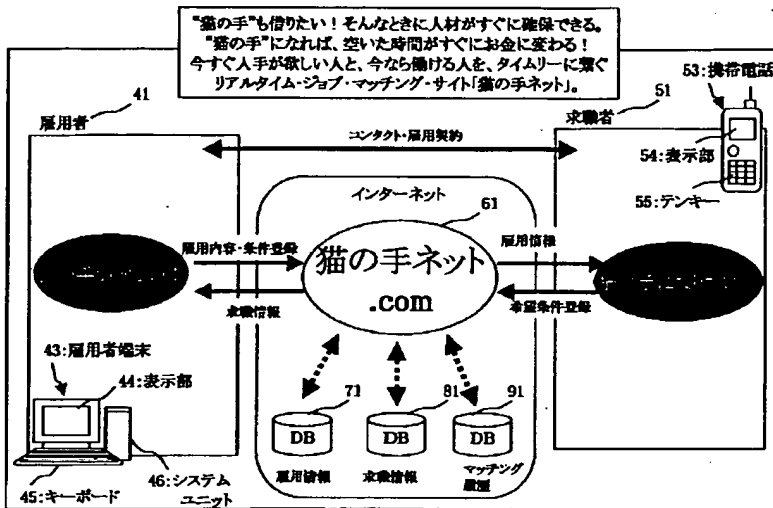 “猫の手”も借りたい！そんなときに人材がすぐに確保できる。
“猫の手”になれば、空いた時間がすぐにお金に変わる！
今すぐ人手が欲しい人と、今なら働ける人を、タイムリーに繋ぐ
リアルタイム・ジョブ・マッチング・サイト「猫の手ネット」。
雇用者
41
求職者
51
53:携帯電話
54:表示部
55:テンキー
コンタクト・雇用契約
インターネット
61
雇用内容・条件登録
求職情報
猫の手ネット
.com
雇用情報
希望条件登録
43:雇用者端末
44:表示部
45:キーボード
46:システム
ユニット
71
DB
雇用情報
81
DB
求職情報
91
DB
マッチング
履歴